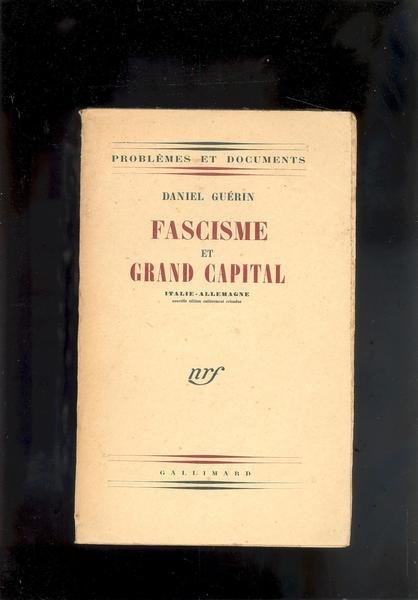 PROBLÈMES ET DOCUMENTS
DANIEL GUÉRIN
FASCISME
ET
GRAND CAPITAL
ITALIE-ALLEMAGNE
nouvelle édition entièrement refondue
nrf
GALLIMARD